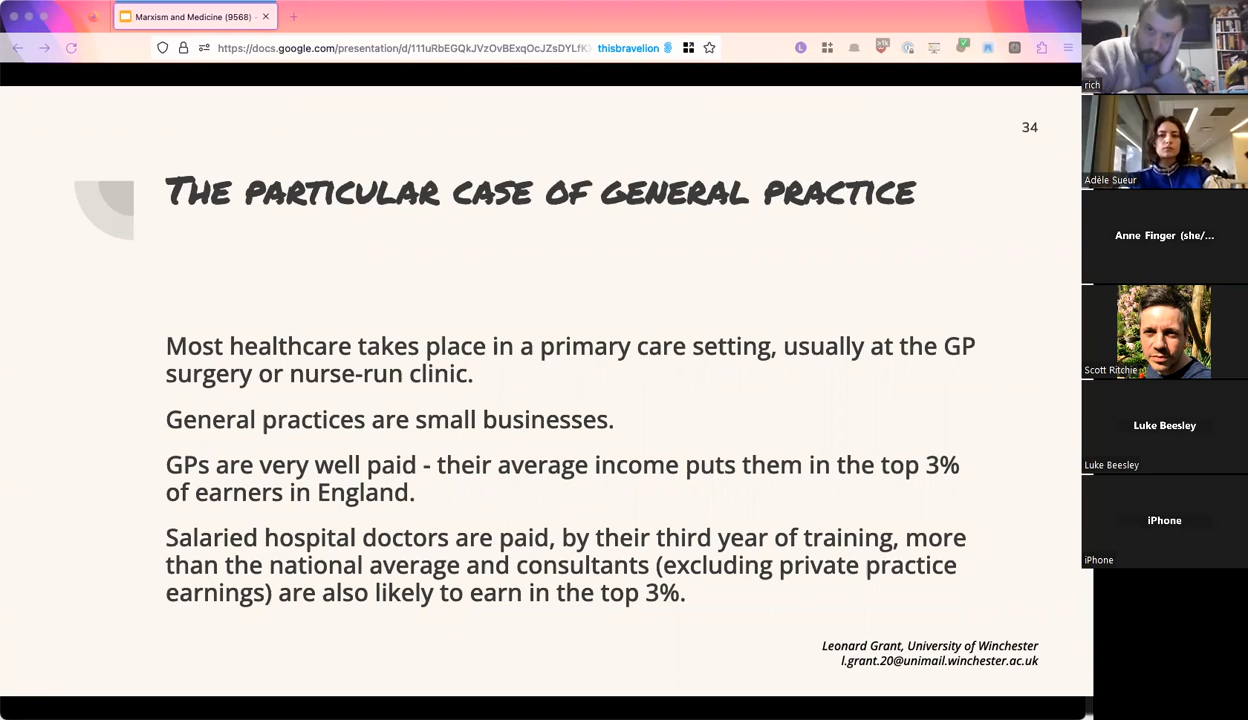 Marxism and Medicine (9568) -
https://docs.google.com/presentation/d/111uRbEGQkJVzOvBExqOcJZsDYLfK
thisbravelion
34
The particular case of general practice
Most healthcare takes place in a primary care setting, usually at the GP
surgery or nurse-run clinic.
General practices are small businesses.
GPs are very well paid - their average income puts them in the top 3%
of earners in England.
Salaried hospital doctors are paid, by their third year of training, more
than the national average and consultants (excluding private practice
earnings) are also likely to earn in the top 3%.
Leonard Grant, University of Winchester
l.grant.20@unimail.winchester.ac.uk
rich
Adèle Sueur
Anne Finger (she/...
Scott Ritchie
Luke Beesley
Luke Beesley
iPhone
iPhone